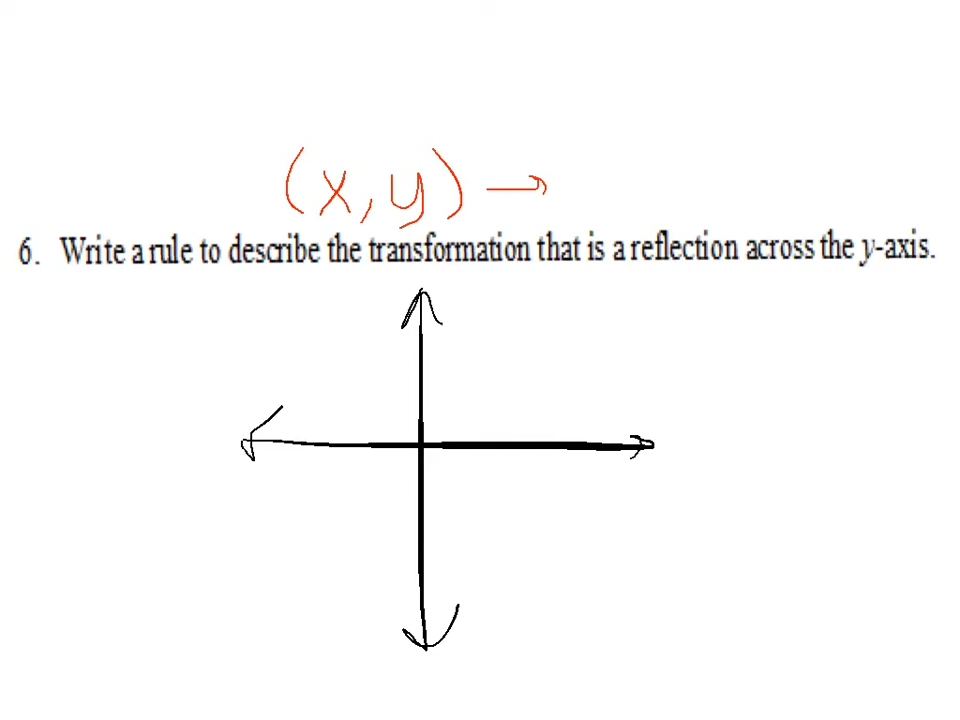 (x, y) →
6. Write a rule to describe the transformation that is a reflection across the y-axis.